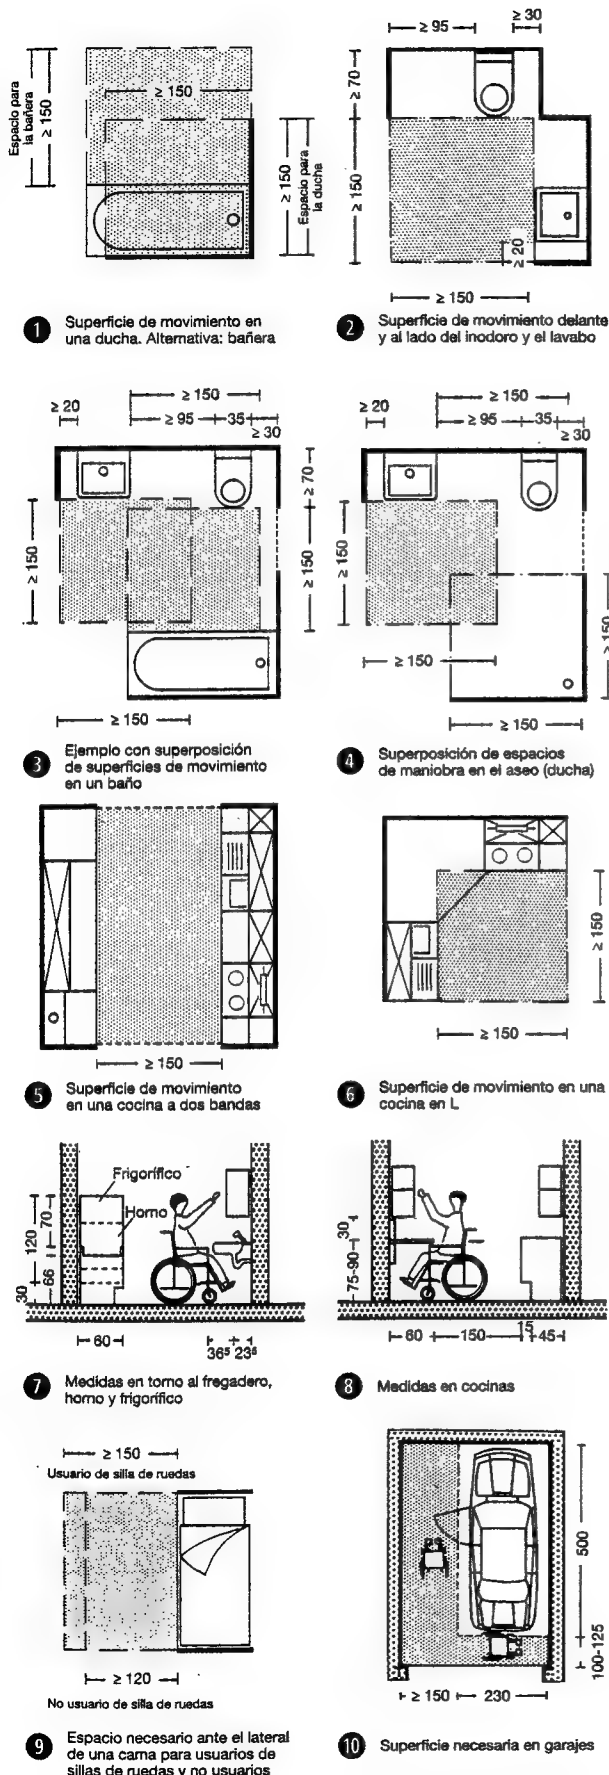 ≥ 150
Espacio para
la bañera
≥ 150
≥ 150
Espacio para
la ducha
1 Superficie de movimiento en
una ducha. Alternativa: bañera
≥ 95
≥ 30
≥ 70
≥ 150
≥ 20
≥ 150
2 Superficie de movimiento delante
y al lado del inodoro y el lavabo
≥ 150
≥ 20
≥ 95
35
≥ 30
≥ 70
≥ 150
≥ 150
≥ 150
3 Ejemplo con superposición
de superficies de movimiento
en un baño
≥ 150
≥ 20
≥ 95
35
≥ 30
≥ 150
≥ 150
≥ 150
≥ 150
4 Superposición de espacios
de maniobra en el aseo (ducha)
≥ 150
5 Superficie de movimiento
en una cocina a dos bandas
≥ 150
≥ 150
6 Superficie de movimiento en una
cocina en L
Frigorífico
Horno
120
70
66
30
60
36⁵ 23⁵
7 Medidas en torno al fregadero,
horno y frigorífico
30
75-90
15
60 150 45
8 Medidas en cocinas
≥ 150
Usuario de silla de ruedas
≥ 120
No usuario de silla de ruedas
9 Espacio necesario ante el lateral
de una cama para usuarios de
sillas de ruedas y no usuarios
500
100-125
≥ 150 230
10 Superficie necesaria en garajes